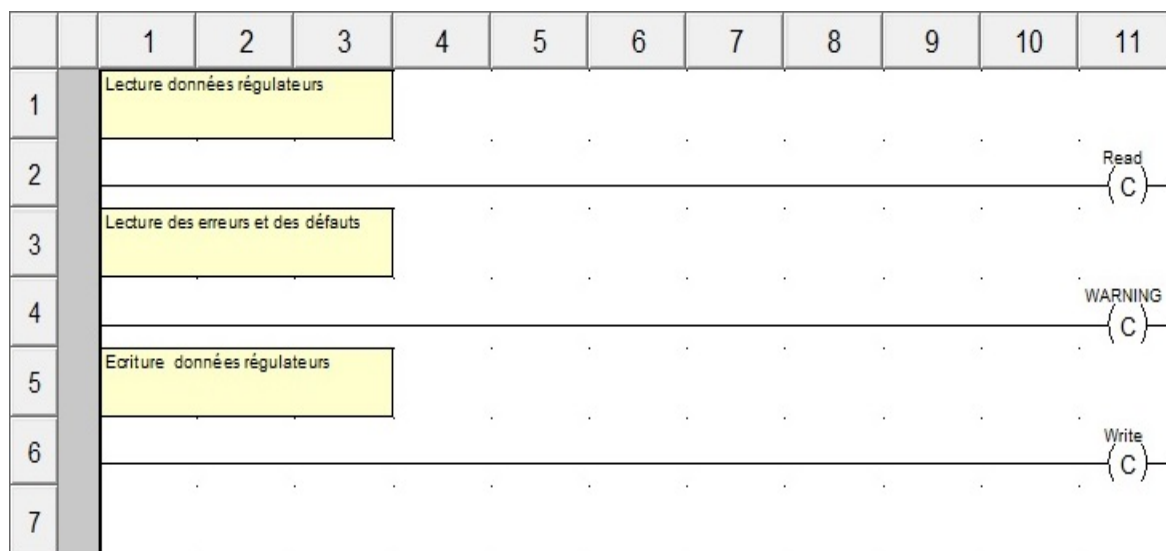 1 2 3 4 5 6 7 8 9 10 11
1 Lecture données régulateurs
2 Read
( C )
3 Lecture des erreurs et des défauts
4 WARNING
( C )
5 Ecriture données régulateurs
6 Write
( C )
7